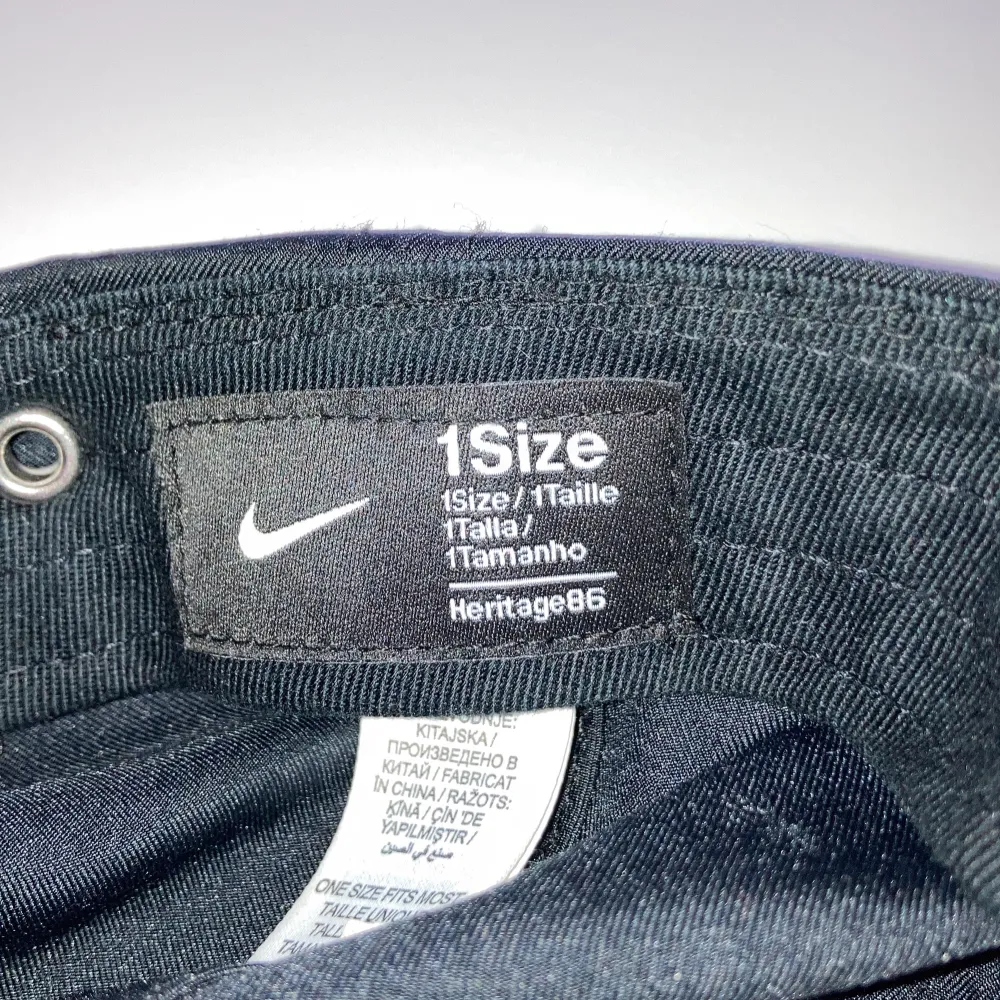 1Size
1Size / 1Taille
1Talla /
1Tamanho
Heritage86
KITAJSKA /
ПРОИЗВЕДЕНО В
КИТАЙ / FABRICAT
ÎN CHINA / RAŽOTS:
ĶĪNĀ / ÇİN 'DE
YAPILMIŞTIR /
صنع في الصين
ONE SIZE FITS MOST
TAILLE